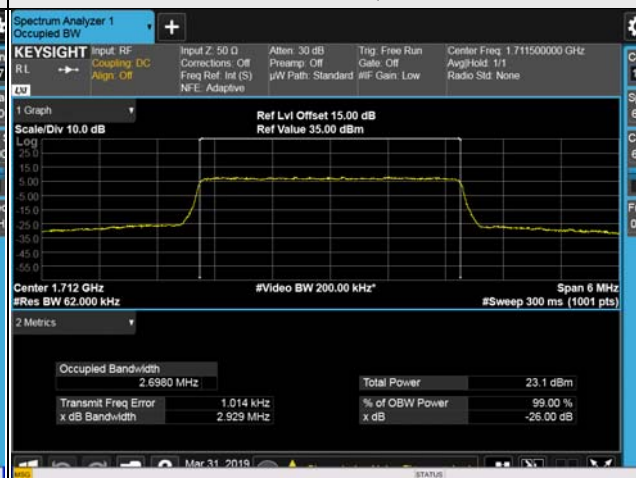 Spectrum Analyzer 1
Occupied BW
+
KEYSIGHT
RL
LXI
Input: RF
Coupling: DC
Align: Off
Input Z: 50 Ω
Corrections: Off
Freq Ref: Int (S)
NFE: Adaptive
Atten: 30 dB
Preamp: Off
µW Path: Standard
Trig: Free Run
Gate: Off
#IF Gain: Low
Center Freq: 1.711500000 GHz
Avg|Hold: 1/1
Radio Std: None
1 Graph
Scale/Div 10.0 dB
Ref Lvl Offset 15.00 dB
Ref Value 35.00 dBm
Log
25.0
15.0
5.00
-5.00
-15.0
-25.0
-35.0
-45.0
-55.0
Center 1.712 GHz
#Res BW 62.000 kHz
#Video BW 200.00 kHz*
Span 6 MHz
#Sweep 300 ms (1001 pts)
2 Metrics
Occupied Bandwidth
2.6980 MHz
Total Power 23.1 dBm
Transmit Freq Error 1.014 kHz
% of OBW Power 99.00 %
x dB Bandwidth 2.929 MHz
x dB -26.00 dB
Mar 31, 2019
MSG
STATUS